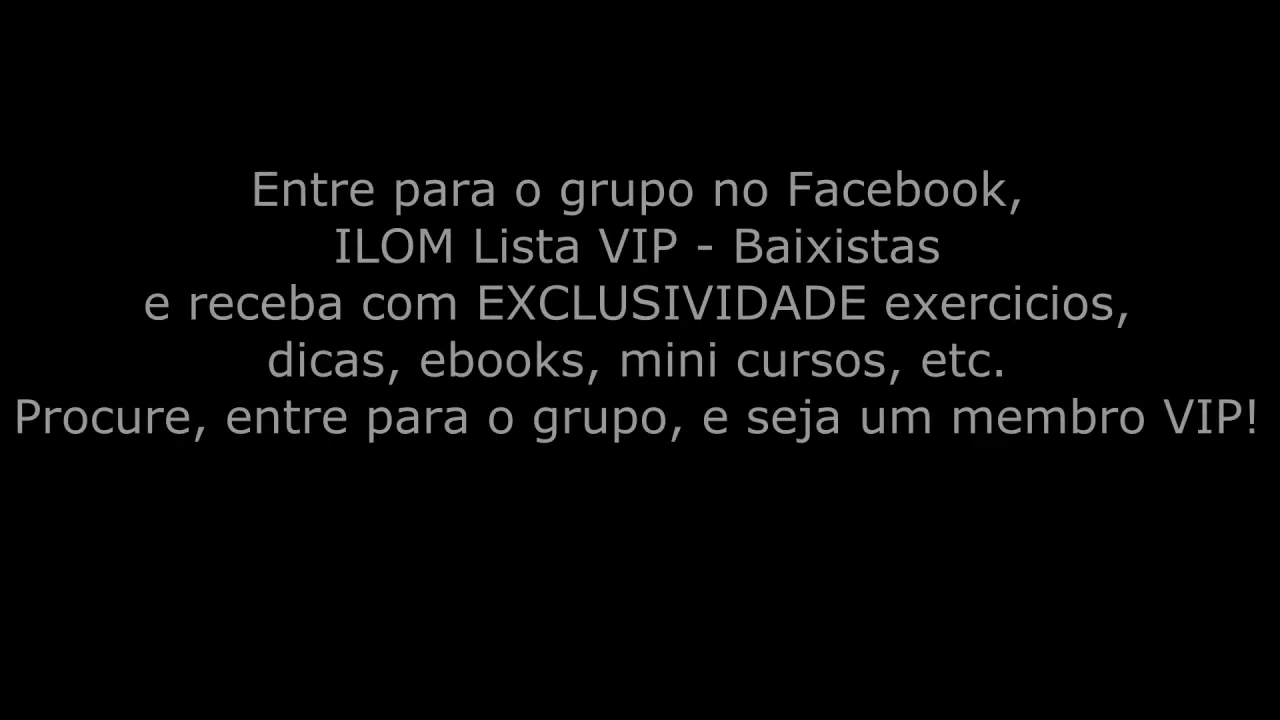 Entre para o grupo no Facebook,
ILOM Lista VIP - Baixistas
e receba com EXCLUSIVIDADE exercicios,
dicas, ebooks, mini cursos, etc.
Procure, entre para o grupo, e seja um membro VIP!